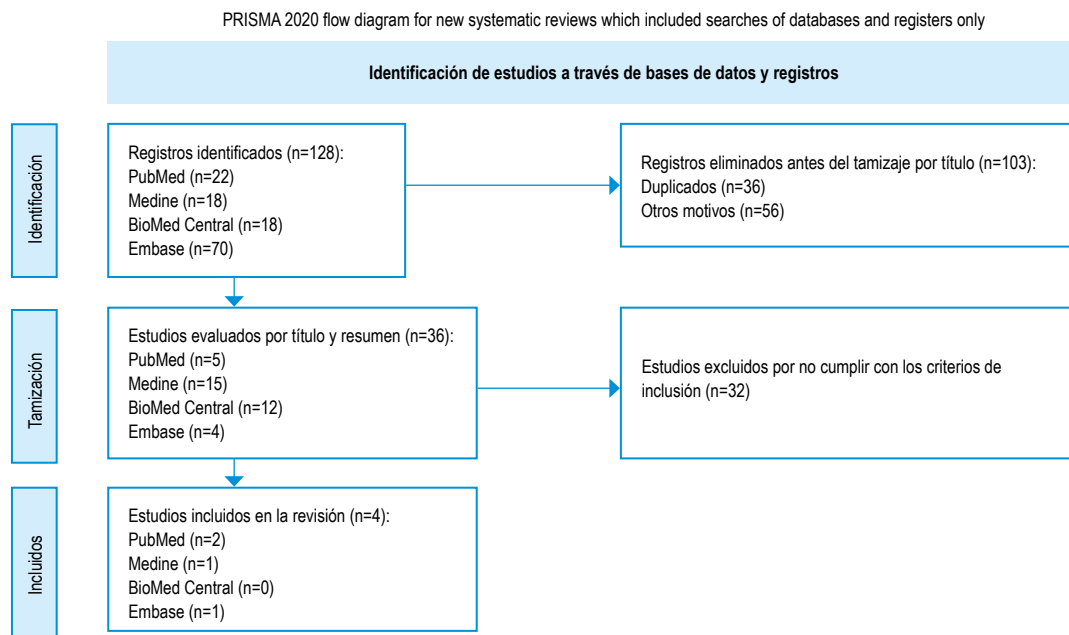 PRISMA 2020 flow diagram for new systematic reviews which included searches of databases and registers only
Identificación de estudios a través de bases de datos y registros
Identificación
Registros identificados (n=128):
PubMed (n=22)
Medine (n=18)
BioMed Central (n=18)
Embase (n=70)
Registros eliminados antes del tamizaje por título (n=103):
Duplicados (n=36)
Otros motivos (n=56)
Tamización
Estudios evaluados por título y resumen (n=36):
PubMed (n=5)
Medine (n=15)
BioMed Central (n=12)
Embase (n=4)
Estudios excluidos por no cumplir con los criterios de
inclusión (n=32)
Incluidos
Estudios incluidos en la revisión (n=4):
PubMed (n=2)
Medine (n=1)
BioMed Central (n=0)
Embase (n=1)